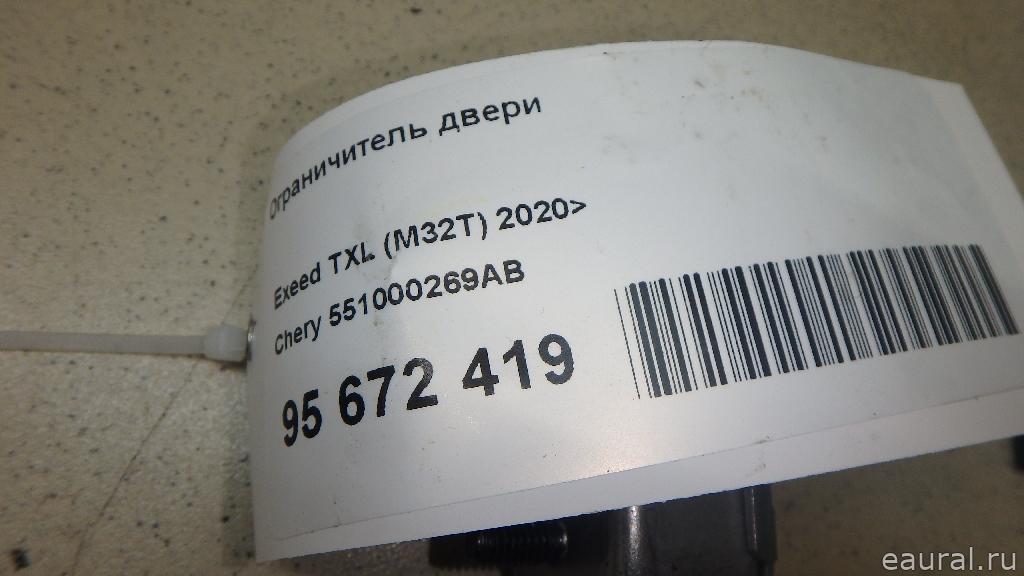 Ограничитель двери
Exeed TXL (M32T) 2020>
Chery 551000269AB
95 672 419
eaural.ru